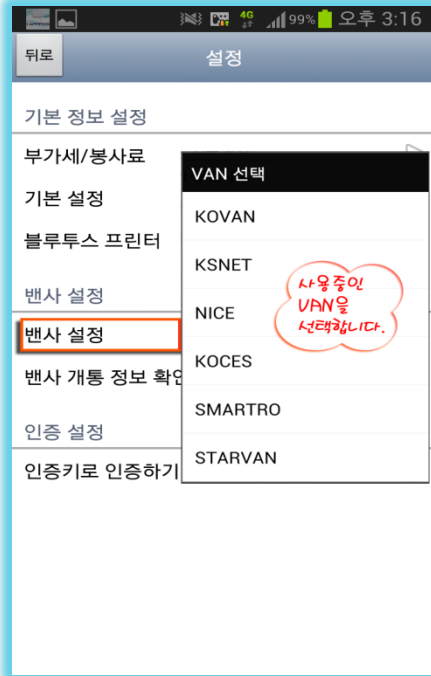 4G 99% 오후 3:16
뒤로
설정
기본 정보 설정
부가세/봉사료
기본 설정
블루투스 프린터
밴사 설정
밴사 설정
밴사 개통 정보 확인
인증 설정
인증키로 인증하기
VAN 선택
KOVAN
KSNET
NICE
KOCES
SMARTRO
STARVAN
사용중인
VAN을
선택합니다.